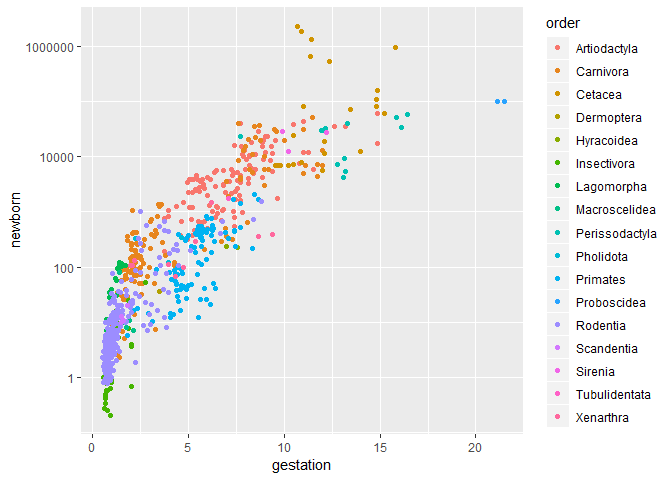 order
Artiodactyla
Carnivora
Cetacea
Dermoptera
Hyracoidea
Insectivora
Lagomorpha
Macroscelidea
Perissodactyla
Pholidota
Primates
Proboscidea
Rodentia
Scandentia
Sirenia
Tubulidentata
Xenarthra
newborn
1000000
10000
100
1
0
5
10
15
20
gestation